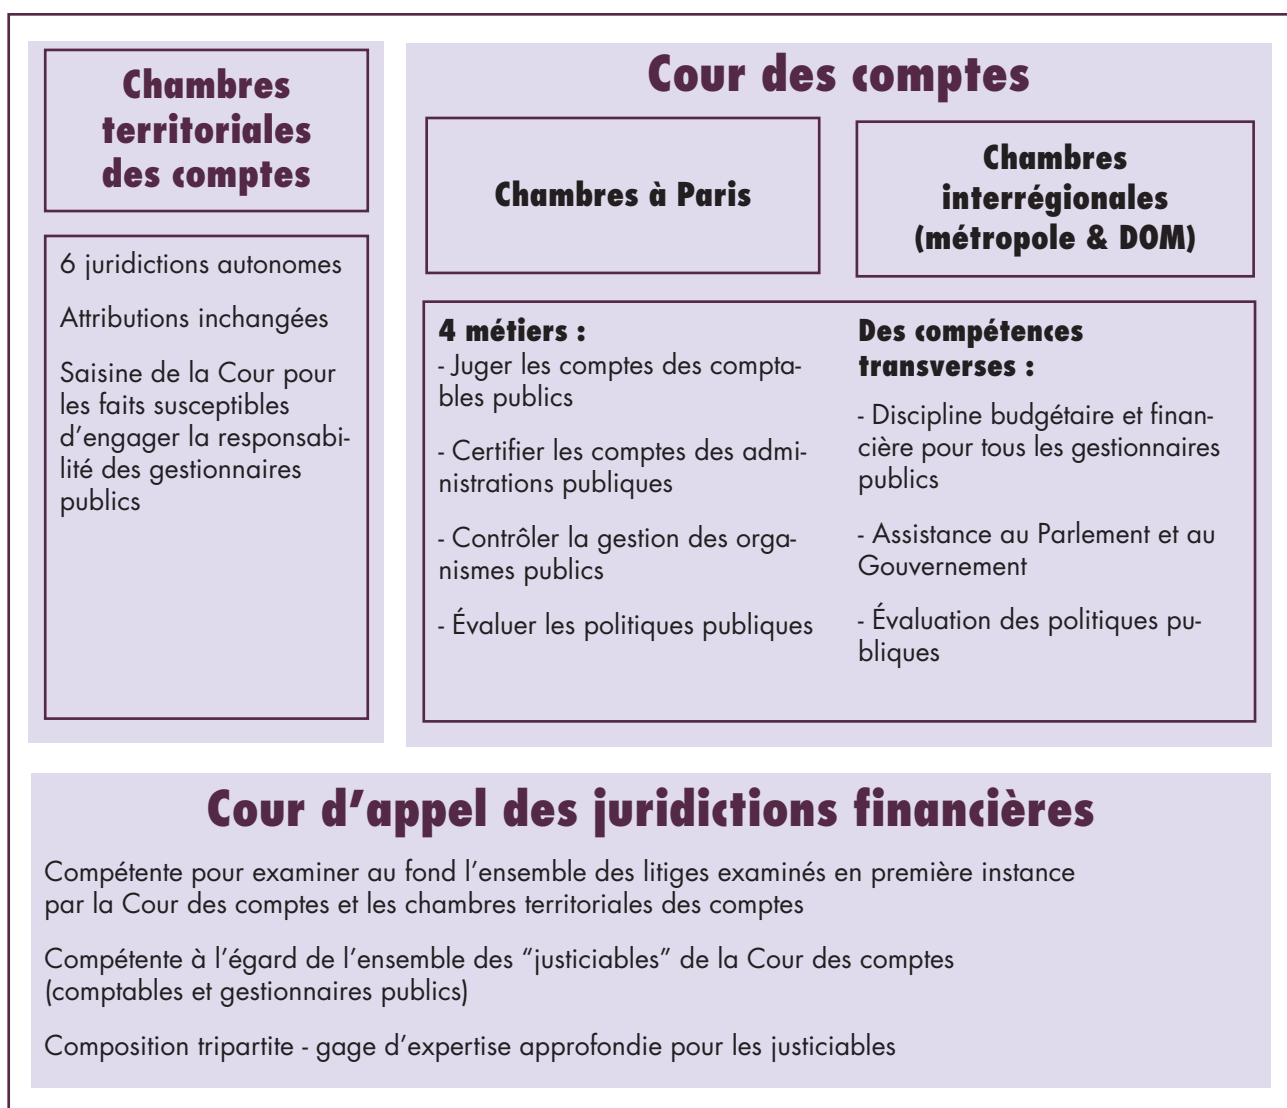 Chambres
territoriales
des comptes
6 juridictions autonomes
Attributions inchangées
Saisine de la Cour pour
les faits susceptibles
d’engager la responsabi-
lité des gestionnaires
publics
Cour des comptes
Chambres à Paris
Chambres
interrégionales
(métropole & DOM)
4 métiers :
- Juger les comptes des compta-
bles publics
- Certifier les comptes des admi-
nistrations publiques
- Contrôler la gestion des orga-
nismes publics
- Évaluer les politiques publiques
Des compétences
transverses :
- Discipline budgétaire et finan-
cière pour tous les gestionnaires
publics
- Assistance au Parlement et au
Gouvernement
- Évaluation des politiques pu-
bliques
Cour d’appel des juridictions financières
Compétente pour examiner au fond l’ensemble des litiges examinés en première instance
par la Cour des comptes et les chambres territoriales des comptes
Compétente à l’égard de l’ensemble des “justiciables” de la Cour des comptes
(comptables et gestionnaires publics)
Composition tripartite - gage d’expertise approfondie pour les justiciables